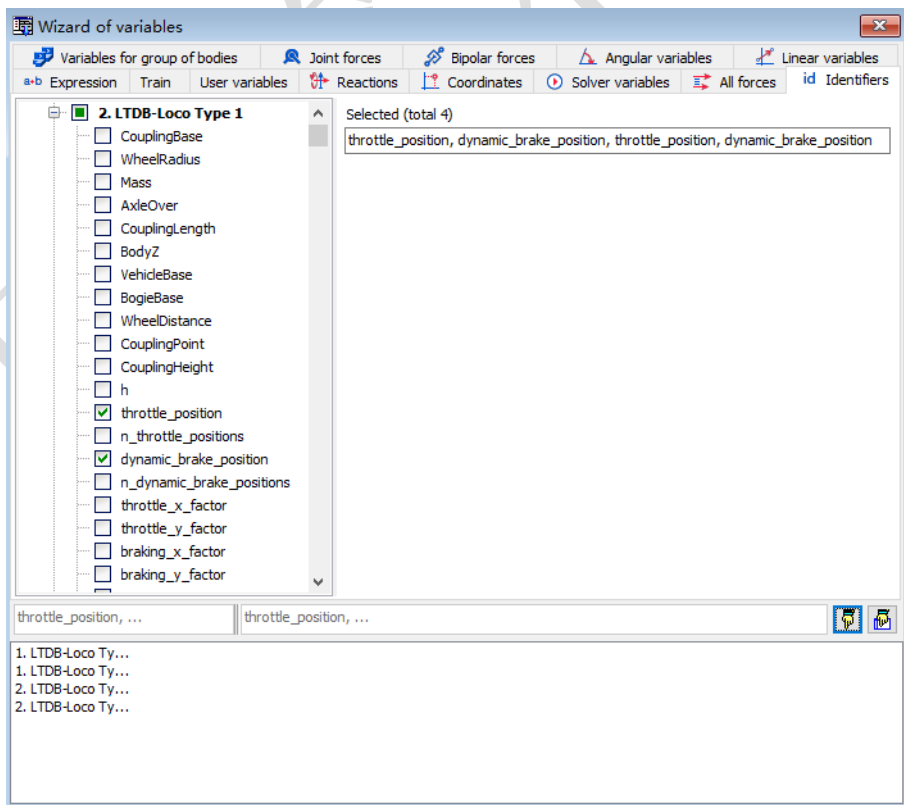 Wizard of variables
Variables for group of bodies Joint forces Bipolar forces Angular variables Linear variables
a+b Expression Train User variables Reactions Coordinates Solver variables All forces id Identifiers
2. LTDB-Loco Type 1
CouplingBase
WheelRadius
Mass
AxleOver
CouplingLength
BodyZ
VehicleBase
BogieBase
WheelDistance
CouplingPoint
CouplingHeight
h
throttle_position
n_throttle_positions
dynamic_brake_position
n_dynamic_brake_positions
throttle_x_factor
throttle_y_factor
braking_x_factor
braking_y_factor
Selected (total 4)
throttle_position, dynamic_brake_position, throttle_position, dynamic_brake_position
throttle_position, ... throttle_position, ...
1. LTDB-Loco Ty...
1. LTDB-Loco Ty...
2. LTDB-Loco Ty...
2. LTDB-Loco Ty...